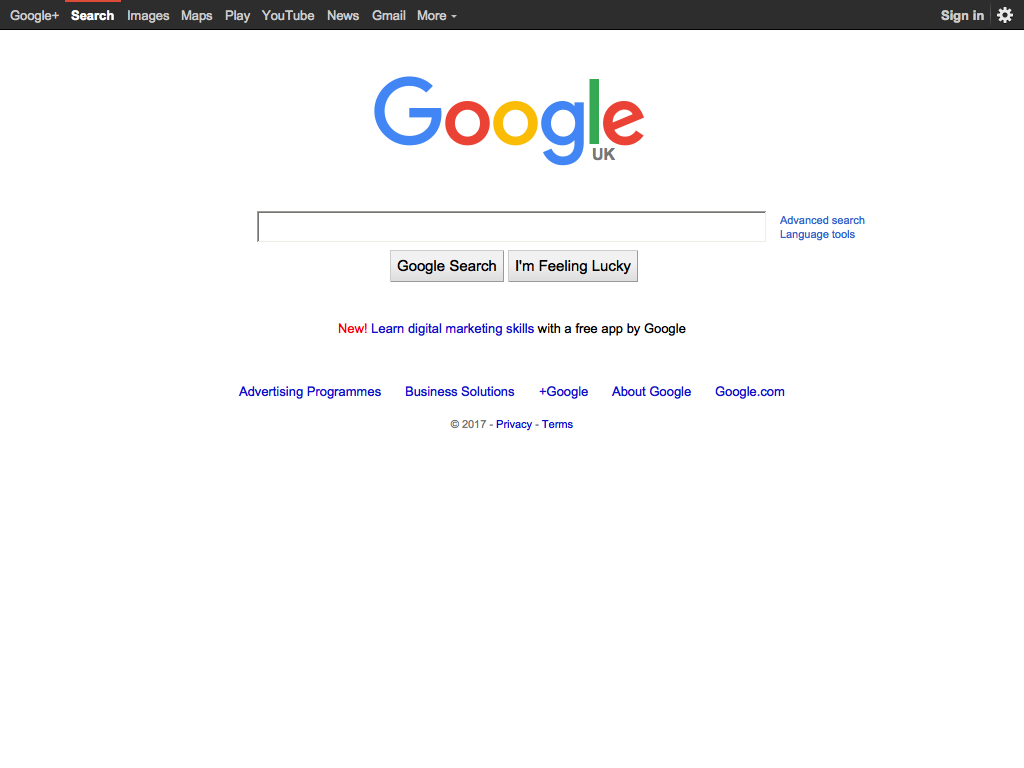 Google+ Search Images Maps Play YouTube News Gmail More Sign in
Google
UK
Advanced search
Language tools
Google Search I'm Feeling Lucky
New! Learn digital marketing skills with a free app by Google
Advertising Programmes Business Solutions +Google About Google Google.com
© 2017 - Privacy - Terms